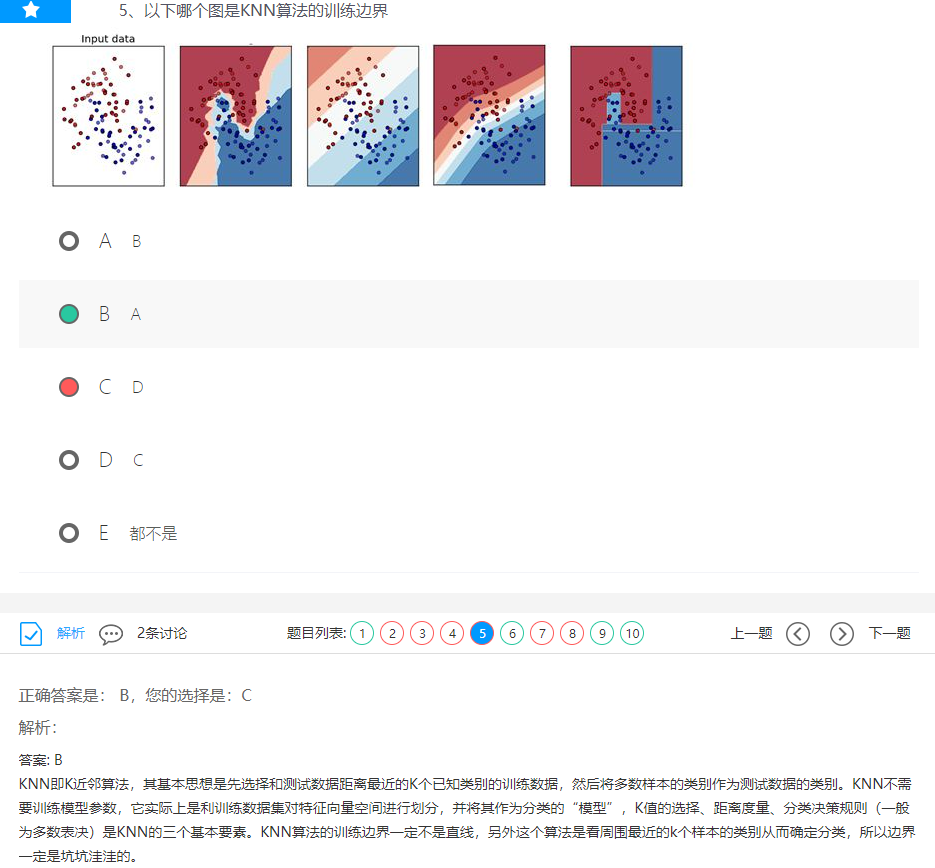 5、以下哪个图是KNN算法的训练边界
Input data
A B
B A
C D
D C
E 都不是
解析 2条讨论 题目列表: 1 2 3 4 5 6 7 8 9 10 上一题 下一题
正确答案是： B，您的选择是：C
解析：
答案: B
KNN即K近邻算法，其基本思想是先选择和测试数据距离最近的K个已知类别的训练数据，然后将多数样本的类别作为测试数据的类别。KNN不需
要训练模型参数，它实际上是利训练数据集对特征向量空间进行划分，并将其作为分类的“模型”，K值的选择、距离度量、分类决策规则（一般
为多数表决）是KNN的三个基本要素。KNN算法的训练边界一定不是直线，另外这个算法是看周围最近的k个样本的类别从而确定分类，所以边界
一定是坑坑洼洼的。